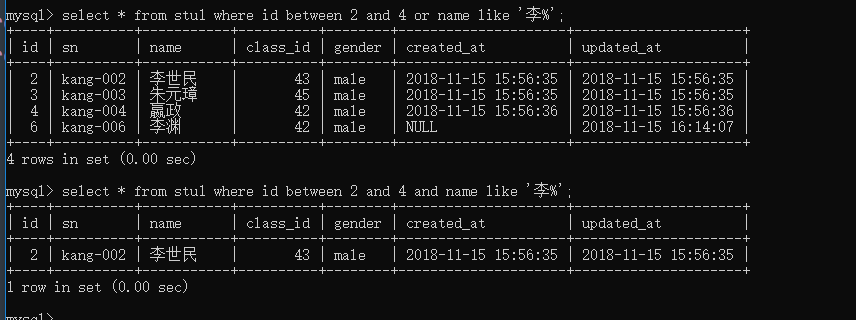 mysql> select * from stu1 where id between 2 and 4 or name like '李%';
+----+----------+--------+----------+--------+---------------------+---------------------+
| id | sn | name | class_id | gender | created_at | updated_at |
+----+----------+--------+----------+--------+---------------------+---------------------+
| 2 | kang-002 | 李世民 | 43 | male | 2018-11-15 15:56:35 | 2018-11-15 15:56:35 |
| 3 | kang-003 | 朱元璋 | 45 | male | 2018-11-15 15:56:35 | 2018-11-15 15:56:35 |
| 4 | kang-004 | 嬴政 | 42 | male | 2018-11-15 15:56:36 | 2018-11-15 15:56:36 |
| 6 | kang-006 | 李渊 | 42 | male | NULL | 2018-11-15 16:14:07 |
+----+----------+--------+----------+--------+---------------------+---------------------+
4 rows in set (0.00 sec)
mysql> select * from stu1 where id between 2 and 4 and name like '李%';
+----+----------+--------+----------+--------+---------------------+---------------------+
| id | sn | name | class_id | gender | created_at | updated_at |
+----+----------+--------+----------+--------+---------------------+---------------------+
| 2 | kang-002 | 李世民 | 43 | male | 2018-11-15 15:56:35 | 2018-11-15 15:56:35 |
+----+----------+--------+----------+--------+---------------------+---------------------+
1 row in set (0.00 sec)
mysql>